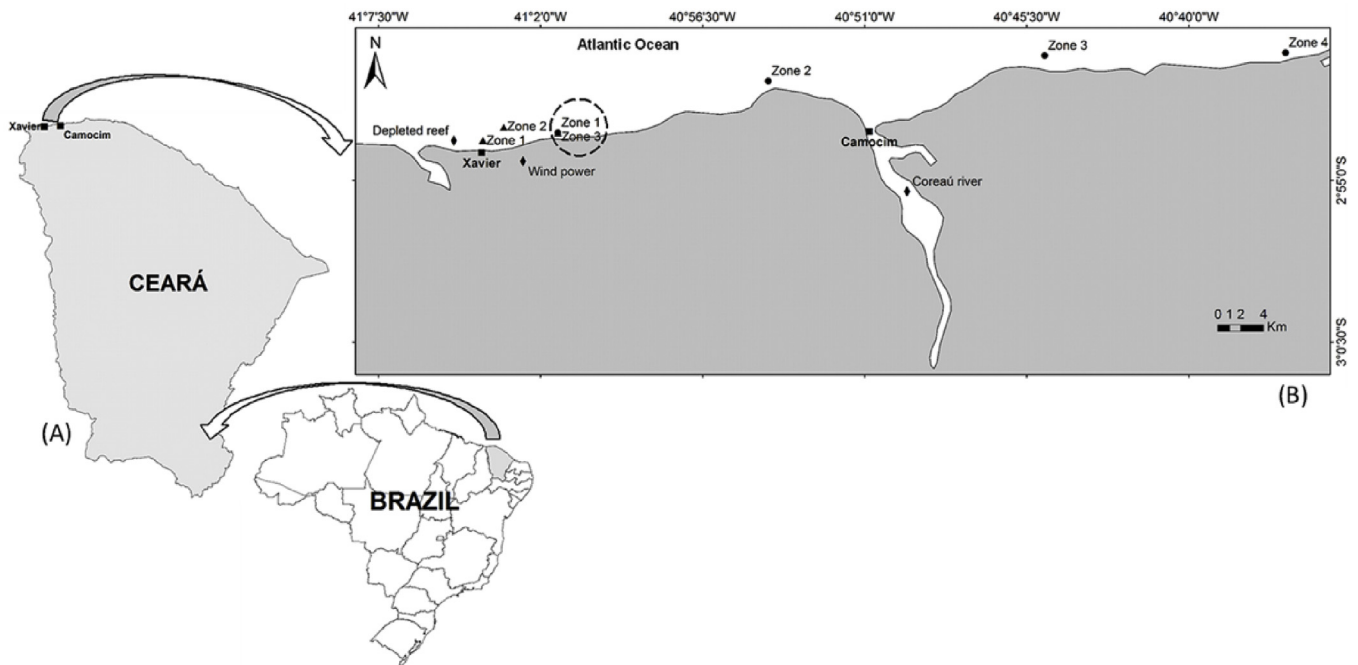 41°7'30"W
41°2'0"W
40°56'30"W
40°51'0"W
40°45'30"W
40°40'0"W
Atlantic Ocean
N
Zone 3
Zone 4
Zone 2
Xavier
Camocim
Depleted reef
Zone 2
Zone 1
Zone 1
Zone 3
Xavier
Wind power
Camocim
Coreaú river
2°55'0"S
CEARÁ
0 1 2 4
Km
3°0'30"S
(A)
(B)
BRAZIL